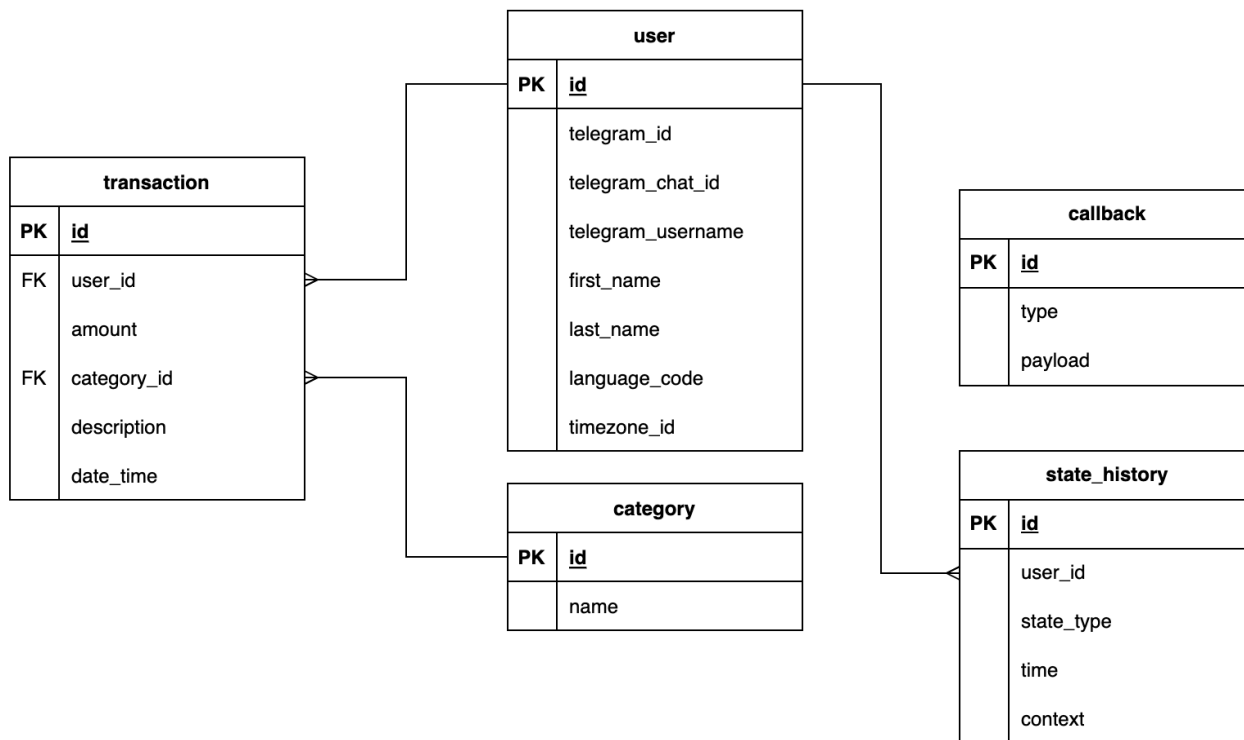 user
PK id
telegram_id
telegram_chat_id
telegram_username
first_name
last_name
language_code
timezone_id
transaction
PK id
FK user_id
amount
FK category_id
description
date_time
category
PK id
name
callback
PK id
type
payload
state_history
PK id
user_id
state_type
time
context